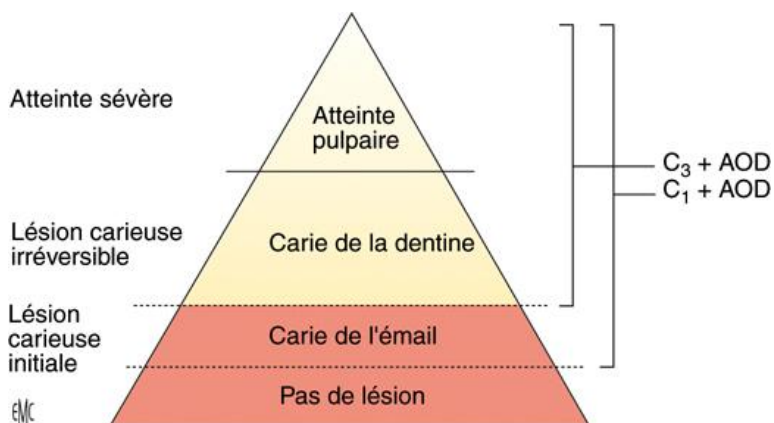 Atteinte sévère
Atteinte
pulpaire
C3 + AOD
C1 + AOD
Lésion carieuse
irréversible
Carie de la dentine
Lésion
carieuse
initiale
Carie de l'émail
Pas de lésion
EMC